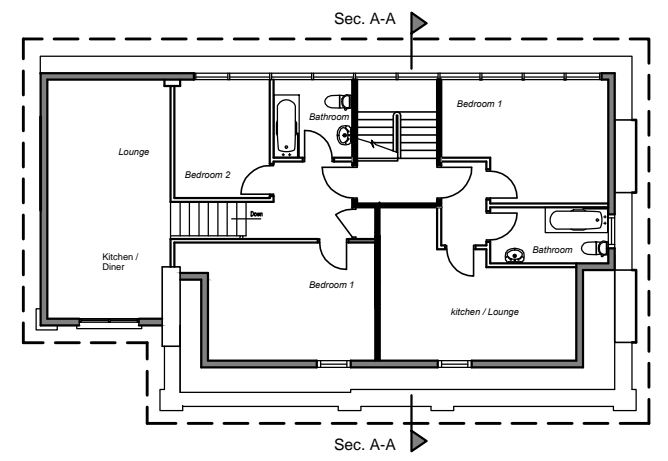 Sec. A-A
Bedroom 1
Bathroom
Lounge
Bedroom 2
Down
Bathroom
Kitchen /
Diner
Bedroom 1
kitchen / Lounge
Sec. A-A